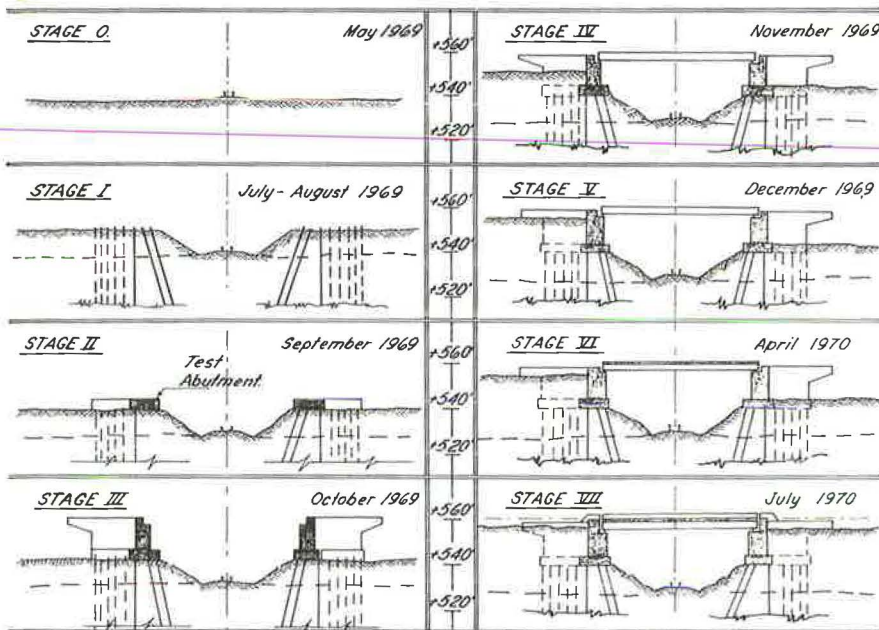 STAGE 0.
May 1969
+560'
+540'
+520'
STAGE I
July - August 1969
+560'
+540'
+520'
STAGE II
September 1969
Test
Abutment
+560'
+540'
+520'
STAGE III
October 1969
+560'
+540'
+520'
STAGE IV
November 1969
STAGE V
December 1969
STAGE VI
April 1970
STAGE VII
July 1970